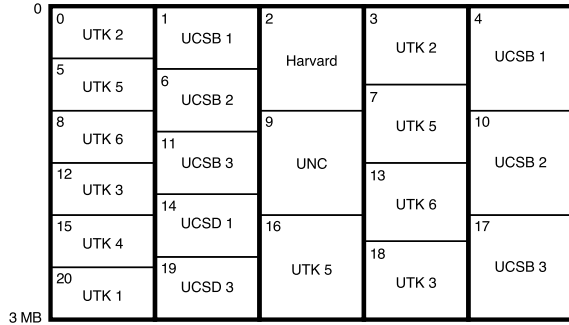 0
0
UTK 2
5
UTK 5
8
UTK 6
12
UTK 3
15
UTK 4
20
UTK 1
1
UCSB 1
6
UCSB 2
11
UCSB 3
14
UCSD 1
19
UCSD 3
2
Harvard
9
UNC
16
UTK 5
3
UTK 2
7
UTK 5
13
UTK 6
18
UTK 3
4
UCSB 1
10
UCSB 2
17
UCSB 3
3 MB